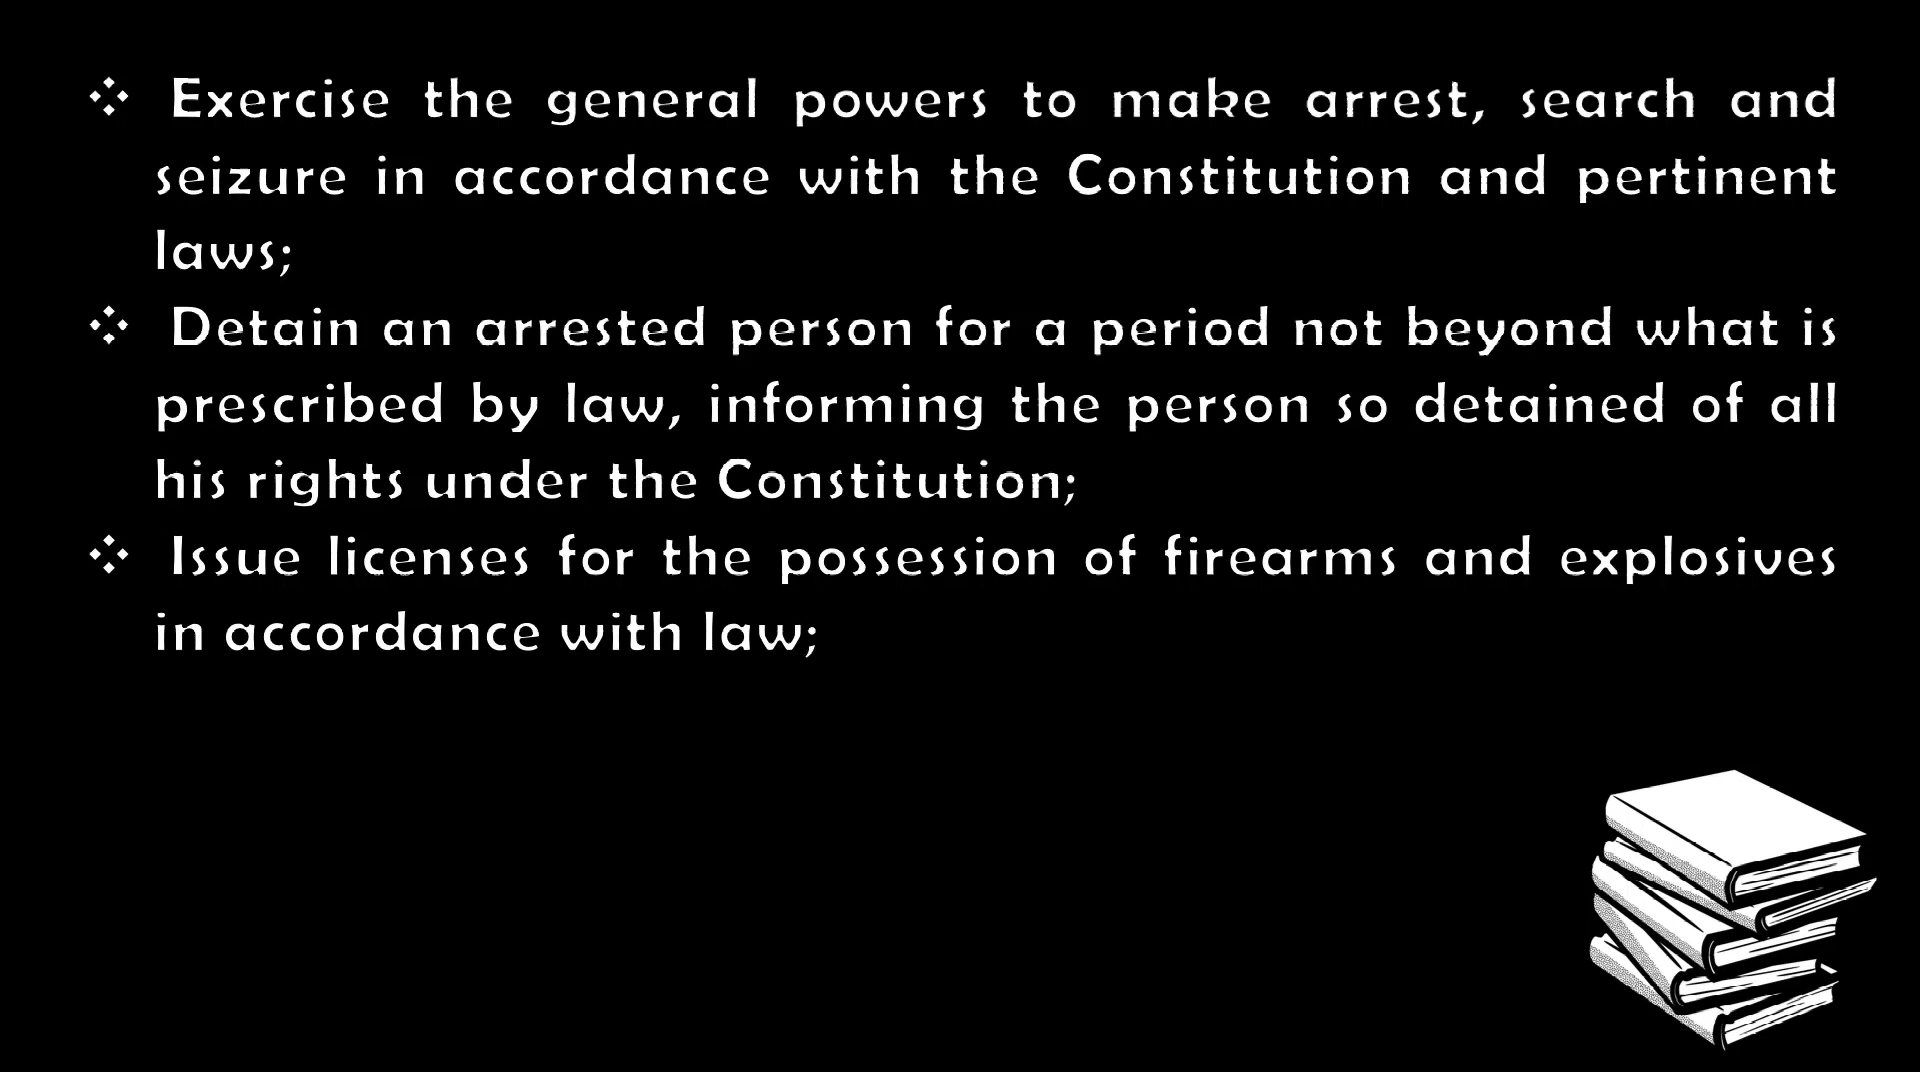 ❖ Exercise the general powers to make arrest, search and
seizure in accordance with the Constitution and pertinent
laws;
❖ Detain an arrested person for a period not beyond what is
prescribed by law, informing the person so detained of all
his rights under the Constitution;
❖ Issue licenses for the possession of firearms and explosives
in accordance with law;